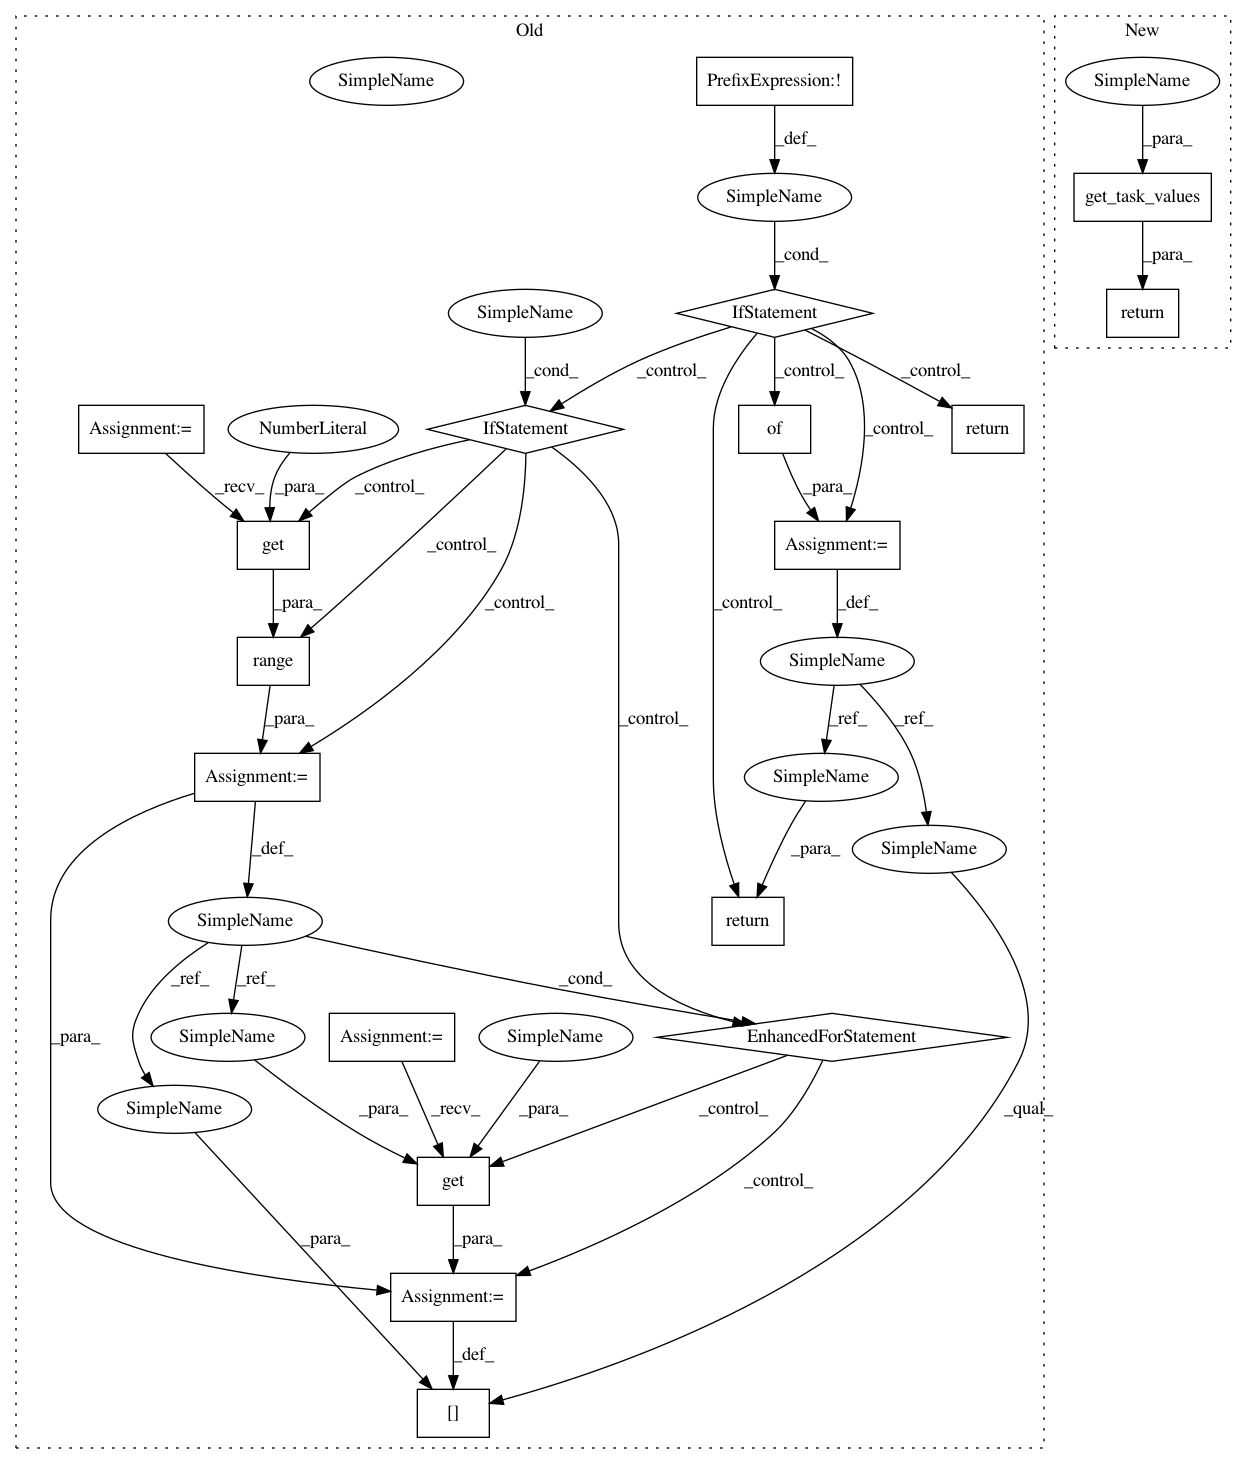 Old
New
SimpleName
PrefixExpression:!
SimpleName
_def_
_para_
SimpleName
get_task_values
_cond_
_para_
SimpleName
IfStatement
return
_cond_
_control_
_control_
_control_
Assignment:=
NumberLiteral
IfStatement
of
_control_
return
_recv_
_para_
_control_
_para_
get
_control_
Assignment:=
_para_
_control_
_control_
_def_
range
SimpleName
_para_
_control_
_ref_
_ref_
Assignment:=
SimpleName
SimpleName
_def_
_para_
SimpleName
return
_ref_
_ref_
_cond_
_para_
SimpleName
Assignment:=
SimpleName
EnhancedForStatement
SimpleName
_para_
_recv_
_para_
_control_
_qual_
get
_control_
_para_
_para_
Assignment:=
_def_
[]